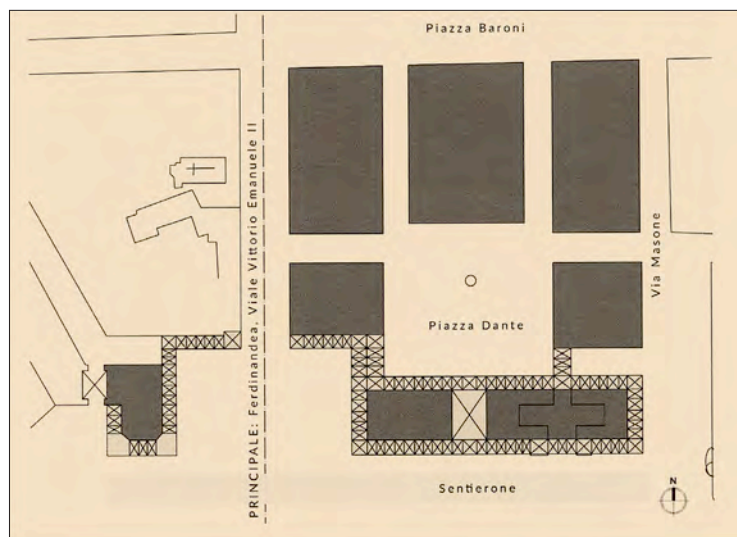 Piazza Baroni
PRINCIPALE: Ferdinandea, Viale Vittorio Emanuele II
Via Masone
Piazza Dante
Sentierone
N